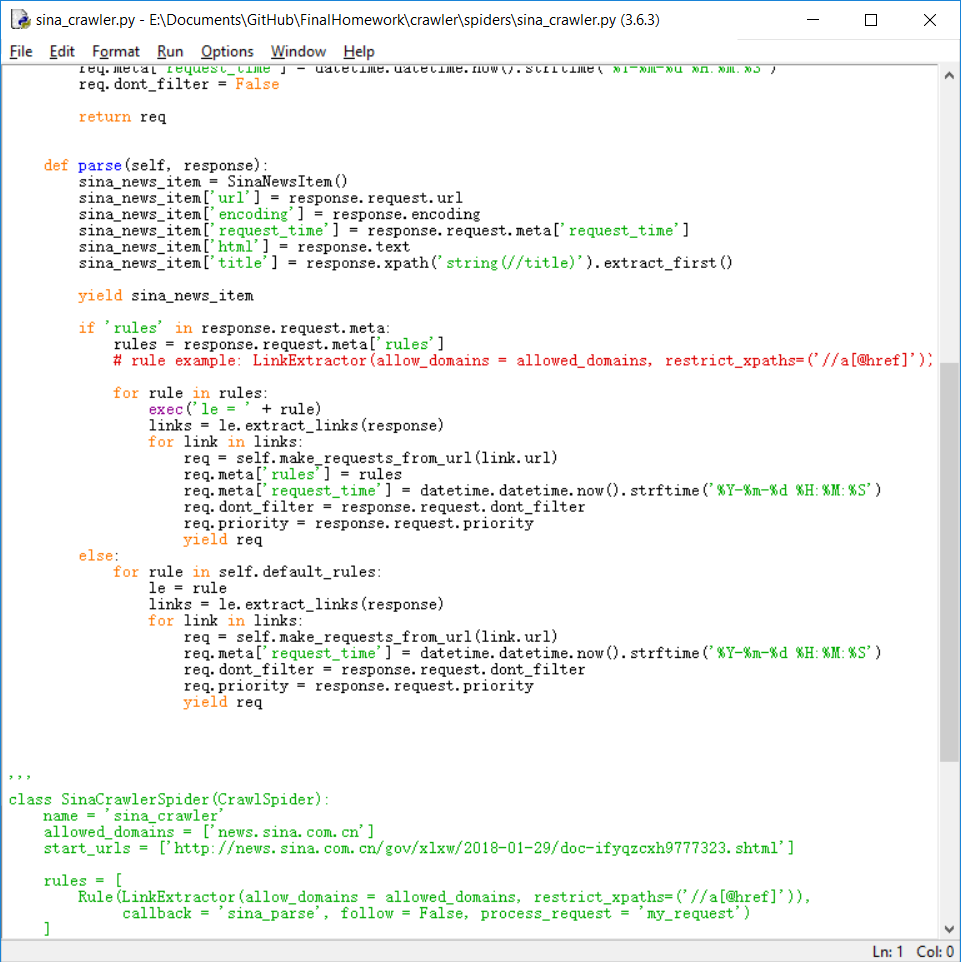 sina_crawler.py - E:\Documents\GitHub\FinalHomework\crawler\spiders\sina_crawler.py (3.6.3)
File Edit Format Run Options Window Help
req.meta['request_time'] = datetime.datetime.now().strftime('%Y-%m-%d %H:%M:%S')
req.dont_filter = False
return req
def parse(self, response):
sina_news_item = SinaNewsItem()
sina_news_item['url'] = response.request.url
sina_news_item['encoding'] = response.encoding
sina_news_item['request_time'] = response.request.meta['request_time']
sina_news_item['html'] = response.text
sina_news_item['title'] = response.xpath('string(//title)').extract_first()
yield sina_news_item
if 'rules' in response.request.meta:
rules = response.request.meta['rules']
# rule example: LinkExtractor(allow_domains = allowed_domains, restrict_xpaths=('//a[@href]'))
for rule in rules:
exec('le = ' + rule)
links = le.extract_links(response)
for link in links:
req = self.make_requests_from_url(link.url)
req.meta['rules'] = rules
req.meta['request_time'] = datetime.datetime.now().strftime('%Y-%m-%d %H:%M:%S')
req.dont_filter = response.request.dont_filter
req.priority = response.request.priority
yield req
else:
for rule in self.default_rules:
le = rule
links = le.extract_links(response)
for link in links:
req = self.make_requests_from_url(link.url)
req.meta['request_time'] = datetime.datetime.now().strftime('%Y-%m-%d %H:%M:%S')
req.dont_filter = response.request.dont_filter
req.priority = response.request.priority
yield req
'''
class SinaCrawlerSpider(CrawlSpider):
name = 'sina_crawler'
allowed_domains = ['news.sina.com.cn']
start_urls = ['http://news.sina.com.cn/gov/xlxw/2018-01-29/doc-ifyqzcxh9777323.shtml']
rules = [
Rule(LinkExtractor(allow_domains = allowed_domains, restrict_xpaths=('//a[@href]')),
callback = 'sina_parse', follow = False, process_request = 'my_request')
]
Ln: 1 Col: 0